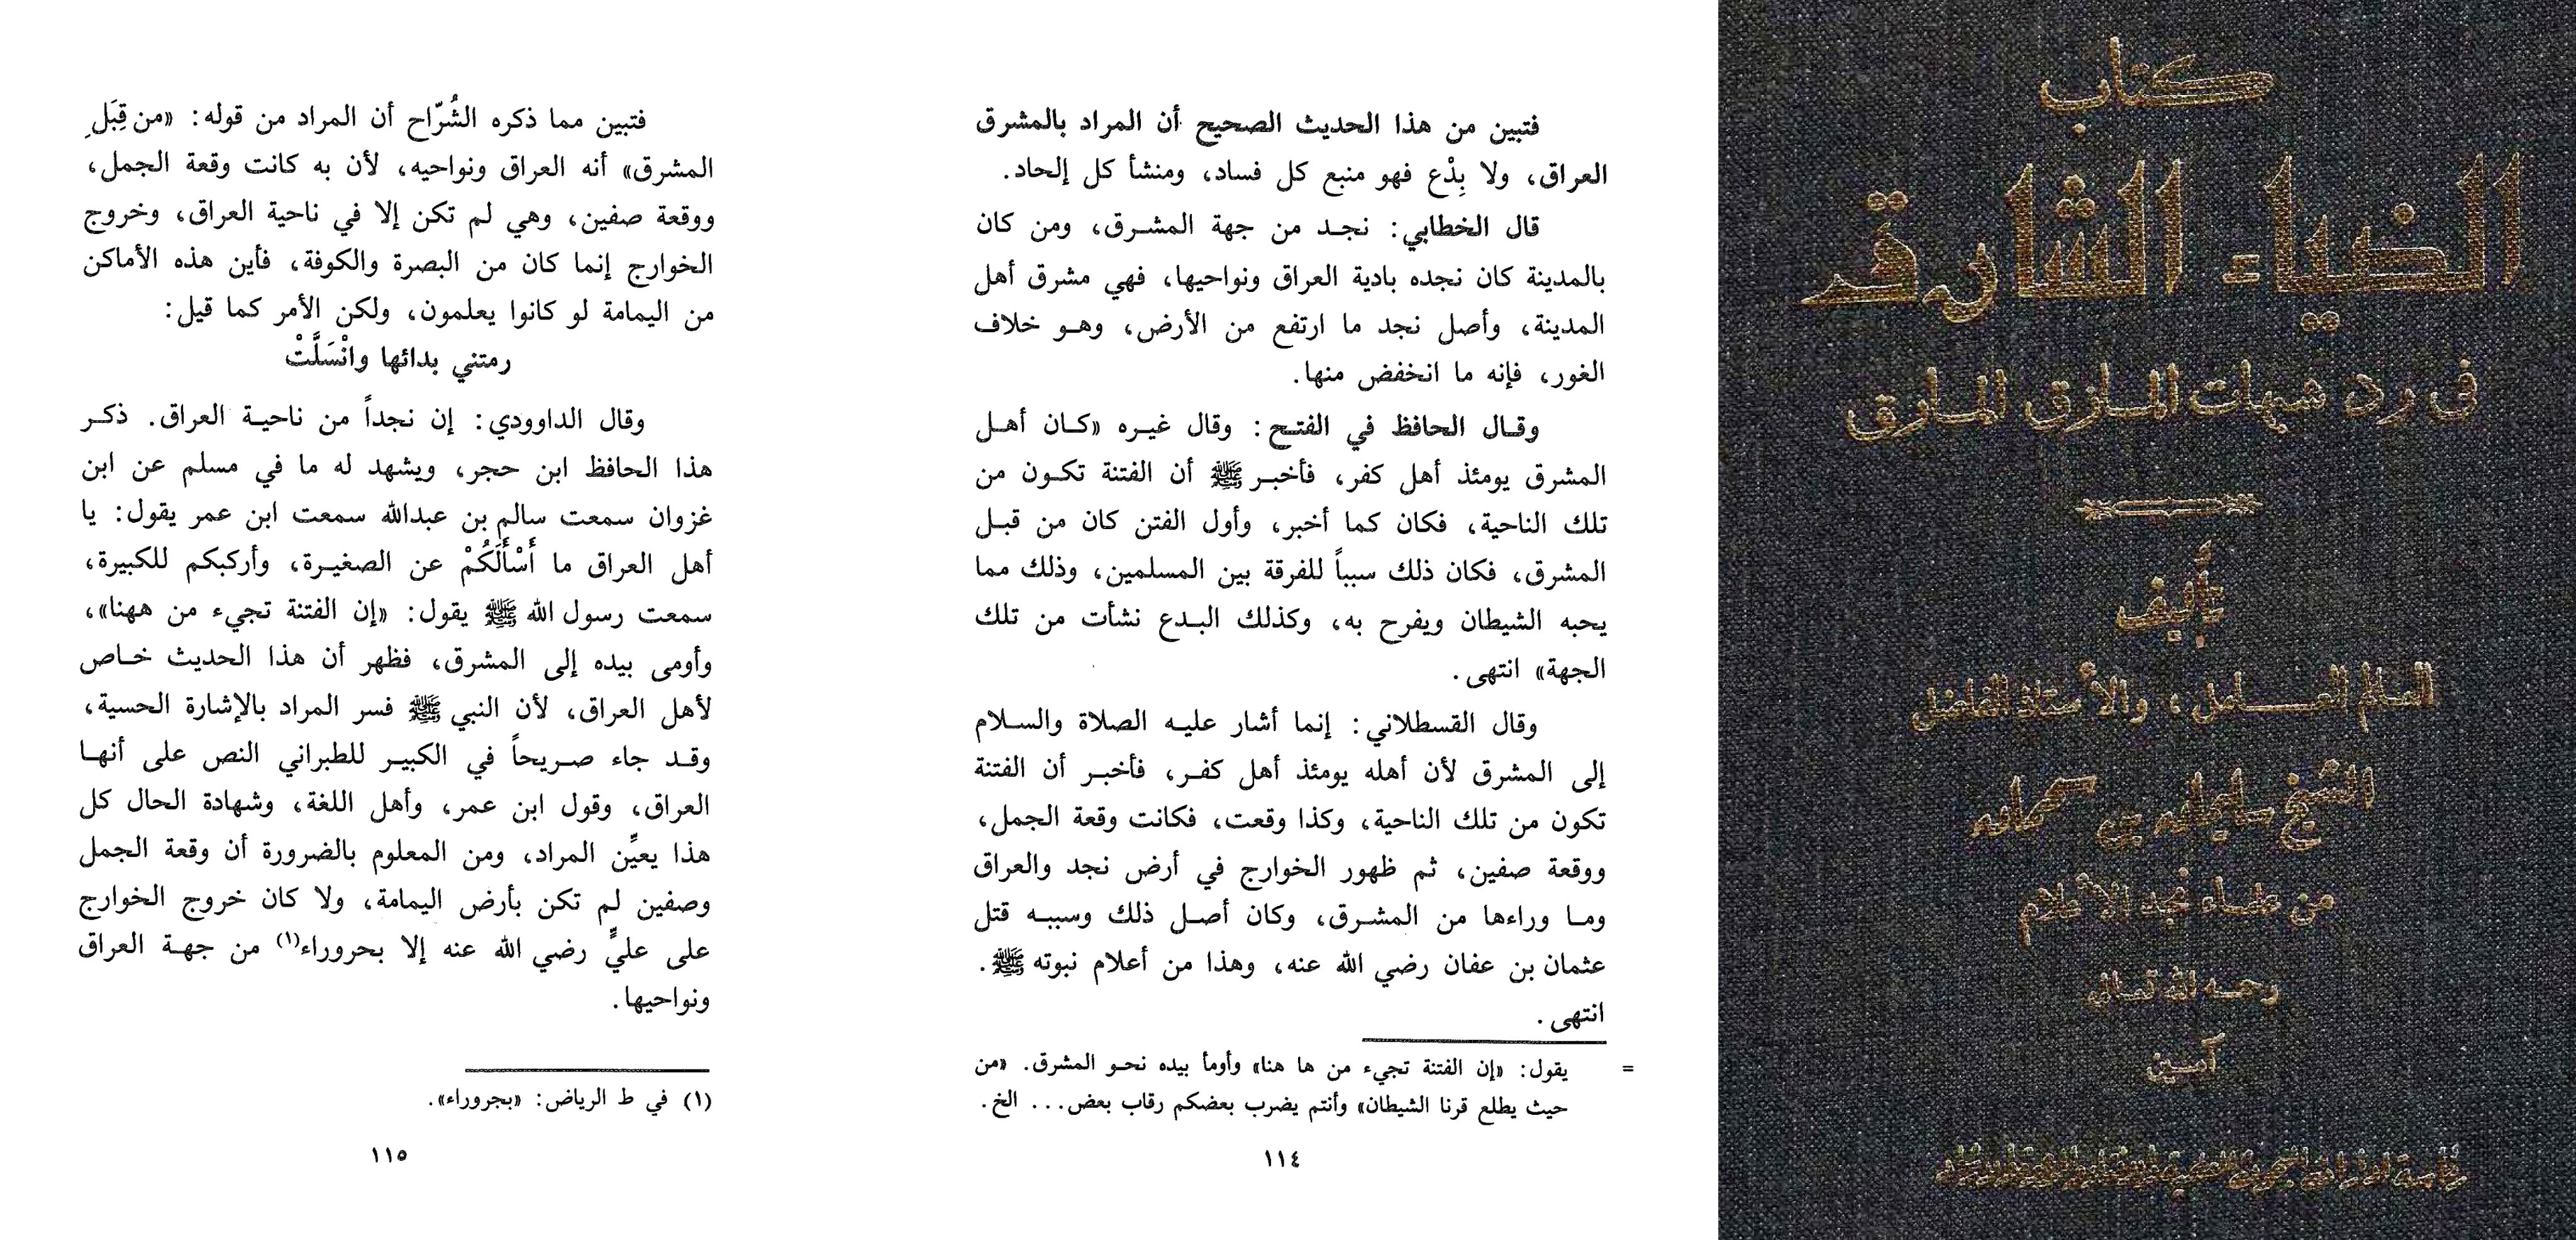 كتاب
الضياء الشارق
في رد شبهات المازق المارق
تأليف
العالم العامل، والأستاذ الفاضل
الشيخ سليمان بن سحمان
من علماء نجد الأعلام
رحمه الله تعالى
آمين
فتبين من هذا الحديث الصحيح أن المراد بالمشرق
العراق، ولا بِدْع فهو منبع كل فساد، ومنشأ كل إلحاد.
قال الخطابي: نجد من جهة المشرق، ومن كان
بالمدينة كان نجده بادية العراق ونواحيها، فهي مشرق أهل
المدينة، وأصل نجد ما ارتفع من الأرض، وهو خلاف
الغور، فإنه ما انخفض منها.
وقال الحافظ في الفتح: وقال غيره «كان أهل
المشرق يومئذ أهل كفر، فأخبر ﷺ أن الفتنة تكون من
تلك الناحية، فكان كما أخبر، وأول الفتن كان من قبل
المشرق، فكان ذلك سبباً للفرقة بين المسلمين، وذلك مما
يحبه الشيطان ويفرح به، وكذلك البدع نشأت من تلك
الجهة» انتهى.
وقال القسطلاني: إنما أشار عليه الصلاة والسلام
إلى المشرق لأن أهله يومئذ أهل كفر، فأخبر أن الفتنة
تكون من تلك الناحية، وكذا وقعت، فكانت وقعة الجمل،
ووقعة صفين، ثم ظهور الخوارج في أرض نجد والعراق
وما وراءها من المشرق، وكان أصل ذلك وسببه قتل
عثمان بن عفان رضي الله عنه، وهذا من أعلام نبوته ﷺ.
انتهى.
= يقول: «إن الفتنة تجيء من ها هنا» وأومأ بيده نحو المشرق. «من
حيث يطلع قرنا الشيطان» وأنتم يضرب بعضكم رقاب بعض... الخ.
١١٤
فتبين مما ذكره الشُرّاح أن المراد من قوله: «من قِبَلِ
المشرق» أنه العراق ونواحيه، لأن به كانت وقعة الجمل،
ووقعة صفين، وهي لم تكن إلا في ناحية العراق، وخروج
الخوارج إنما كان من البصرة والكوفة، فأين هذه الأماكن
من اليمامة لو كانوا يعلمون، ولكن الأمر كما قيل:
رمتني بدائها وانْسَلَّتْ
وقال الداوودي: إن نجداً من ناحية العراق. ذكر
هذا الحافظ ابن حجر، ويشهد له ما في مسلم عن ابن
غزوان سمعت سالم بن عبدالله سمعت ابن عمر يقول: يا
أهل العراق ما أَسْأَلَكُمْ عن الصغيرة، وأركبكم للكبيرة،
سمعت رسول الله ﷺ يقول: «إن الفتنة تجيء من ههنا»،
وأومى بيده إلى المشرق، فظهر أن هذا الحديث خاص
لأهل العراق، لأن النبي ﷺ فسر المراد بالإشارة الحسية،
وقد جاء صريحاً في الكبير للطبراني النص على أنها
العراق، وقول ابن عمر، وأهل اللغة، وشهادة الحال كل
هذا يعيِّن المراد، ومن المعلوم بالضرورة أن وقعة الجمل
وصفين لم تكن بأرض اليمامة، ولا كان خروج الخوارج
على عليٍّ رضي الله عنه إلا بحروراء(١) من جهة العراق
ونواحيها.
(١) في ط الرياض: «بجروراء».
١١٥